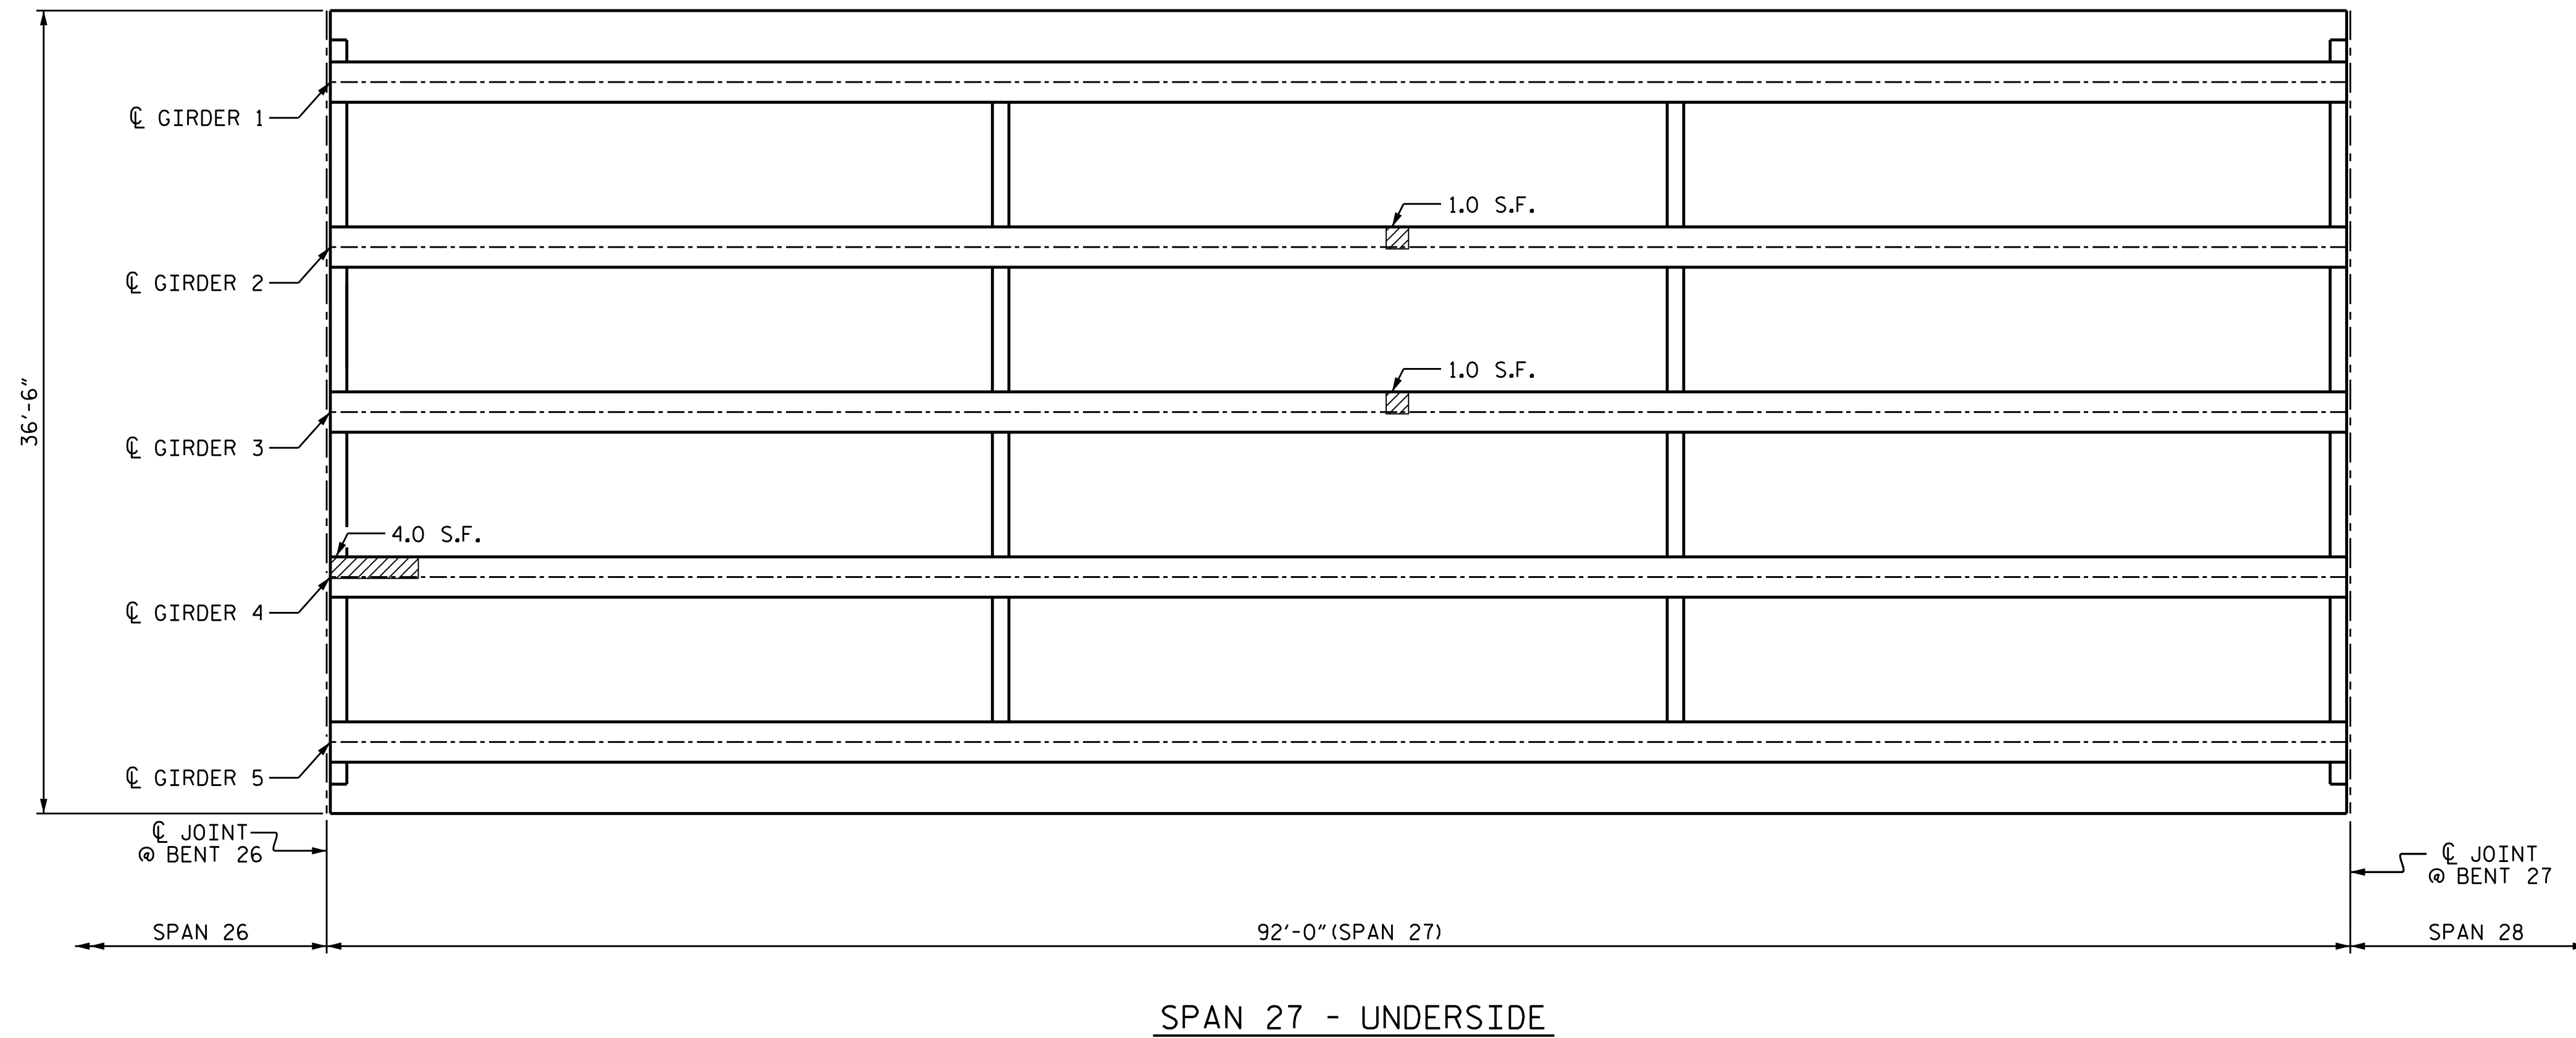 ℄ GIRDER 1
1.0 S.F.
℄ GIRDER 2
1.0 S.F.
36'-6"
℄ GIRDER 3
4.0 S.F.
℄ GIRDER 4
℄ GIRDER 5
℄ JOINT
@ BENT 26
℄ JOINT
@ BENT 27
SPAN 26
92'-0" (SPAN 27)
SPAN 28
SPAN 27 - UNDERSIDE